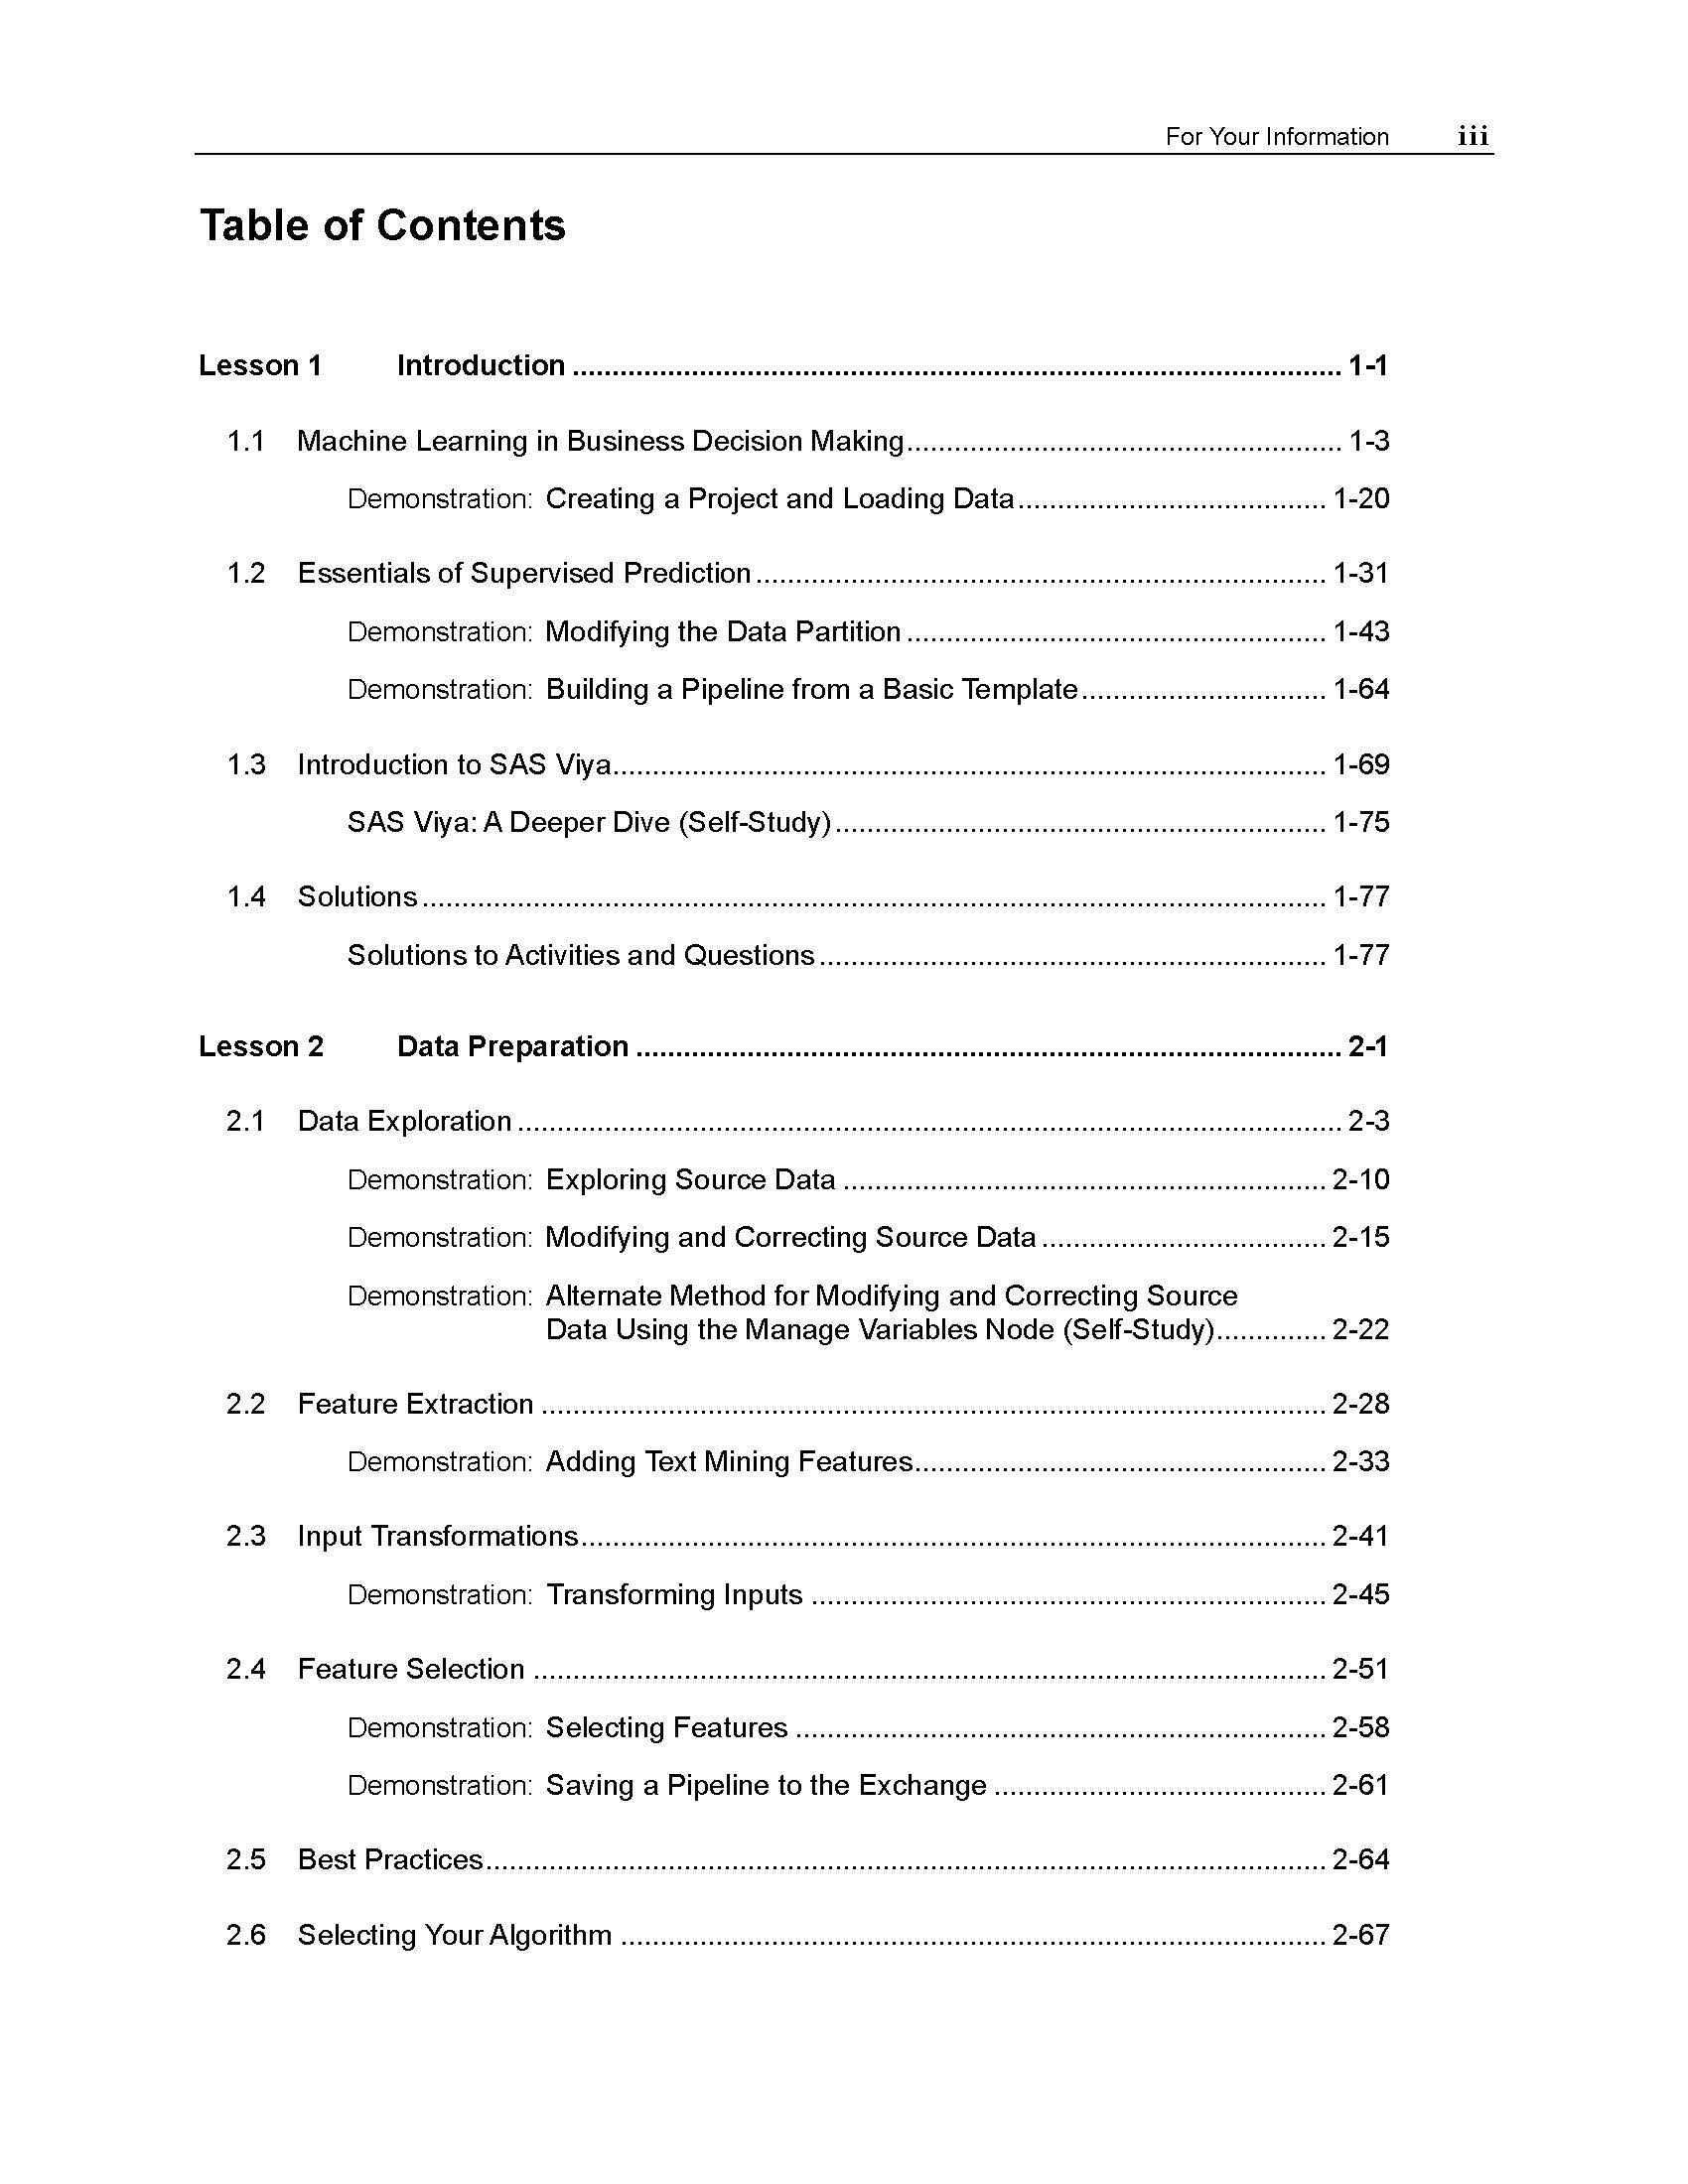 For Your Information iii
Table of Contents
Lesson 1 Introduction ........ 1-1
1.1 Machine Learning in Business Decision Making ........ 1-3
Demonstration: Creating a Project and Loading Data ........ 1-20
1.2 Essentials of Supervised Prediction ........ 1-31
Demonstration: Modifying the Data Partition ........ 1-43
Demonstration: Building a Pipeline from a Basic Template ........ 1-64
1.3 Introduction to SAS Viya ........ 1-69
SAS Viya: A Deeper Dive (Self-Study) ........ 1-75
1.4 Solutions ........ 1-77
Solutions to Activities and Questions ........ 1-77
Lesson 2 Data Preparation ........ 2-1
2.1 Data Exploration ........ 2-3
Demonstration: Exploring Source Data ........ 2-10
Demonstration: Modifying and Correcting Source Data ........ 2-15
Demonstration: Alternate Method for Modifying and Correcting Source
Data Using the Manage Variables Node (Self-Study) ........ 2-22
2.2 Feature Extraction ........ 2-28
Demonstration: Adding Text Mining Features ........ 2-33
2.3 Input Transformations ........ 2-41
Demonstration: Transforming Inputs ........ 2-45
2.4 Feature Selection ........ 2-51
Demonstration: Selecting Features ........ 2-58
Demonstration: Saving a Pipeline to the Exchange ........ 2-61
2.5 Best Practices ........ 2-64
2.6 Selecting Your Algorithm ........ 2-67